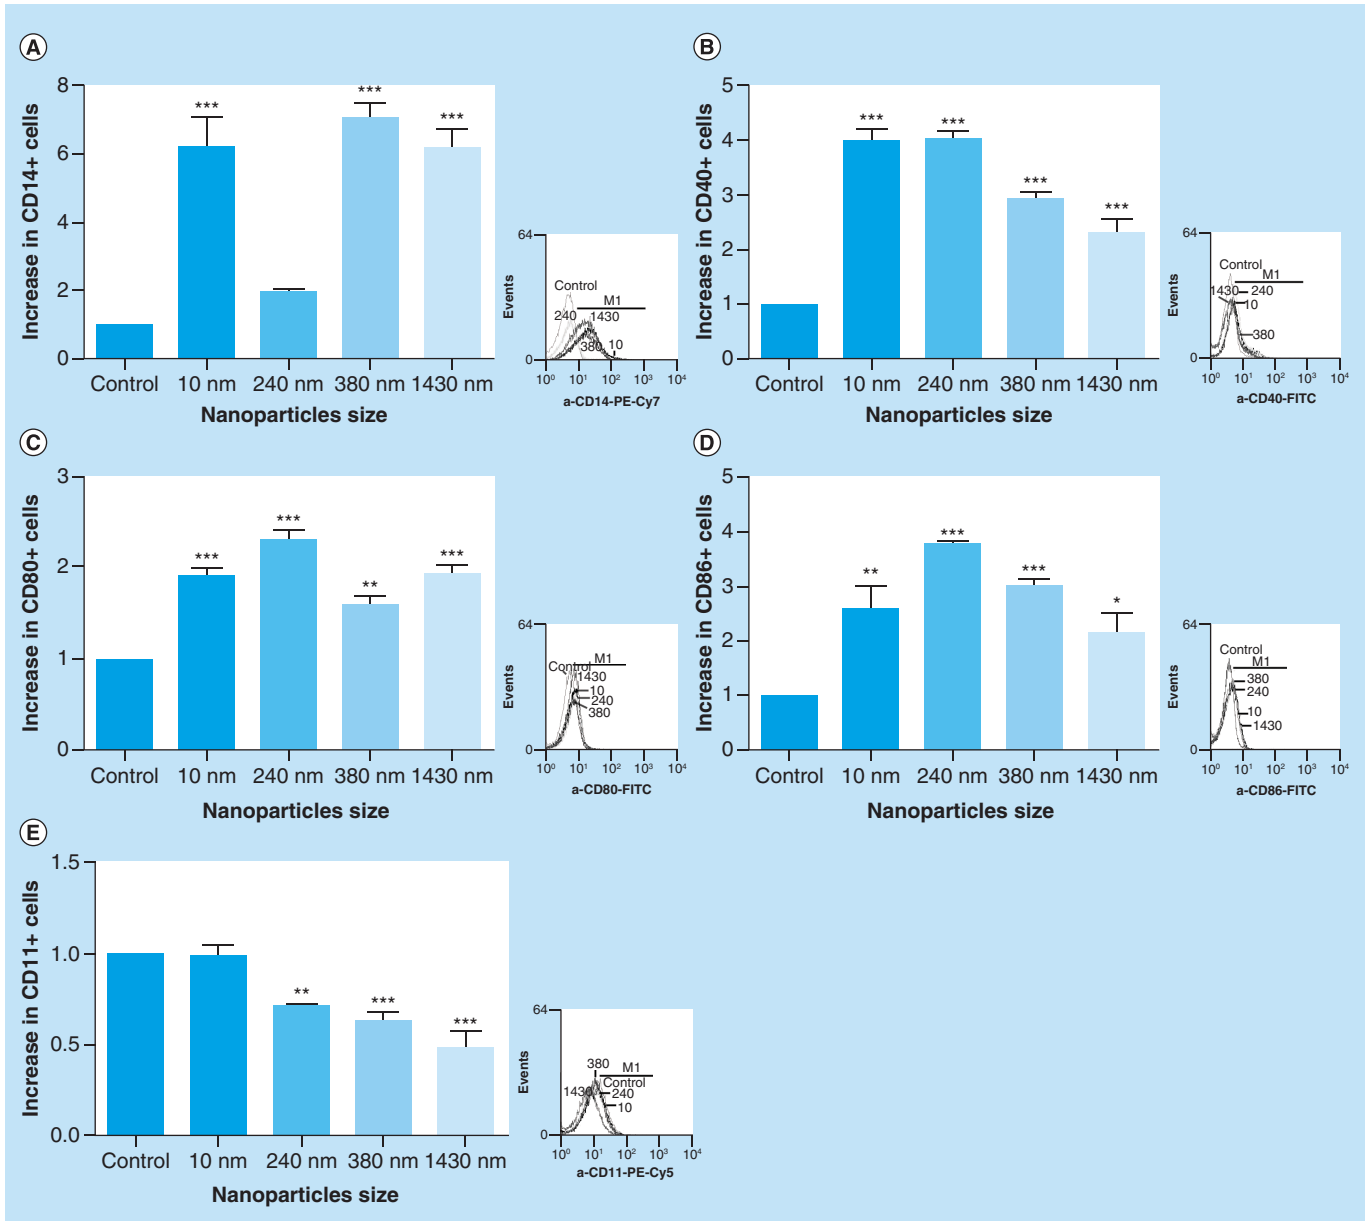 A
Increase in CD14+ cells
8
6
4
2
0
***
***
***
Control 10 nm 240 nm 380 nm 1430 nm
Nanoparticles size
64
Events
0
Control
M1
240 1430
380 10
10⁰ 10¹ 10² 10³ 10⁴
a-CD14-PE-Cy7
B
Increase in CD40+ cells
5
4
3
2
1
0
***
***
***
***
Control 10 nm 240 nm 380 nm 1430 nm
Nanoparticles size
64
Events
0
Control
M1
1430 240
10
380
10⁰ 10¹ 10² 10³ 10⁴
a-CD40-FITC
C
Increase in CD80+ cells
3
2
1
0
***
***
**
***
Control 10 nm 240 nm 380 nm 1430 nm
Nanoparticles size
64
Events
0
M1
Control
1430
10
240
380
10⁰ 10¹ 10² 10³ 10⁴
a-CD80-FITC
D
Increase in CD86+ cells
5
4
3
2
1
0
**
***
***
*
Control 10 nm 240 nm 380 nm 1430 nm
Nanoparticles size
64
Events
0
Control
M1
380
240
10
1430
10⁰ 10¹ 10² 10³ 10⁴
a-CD86-FITC
E
Increase in CD11+ cells
1.5
1.0
0.5
0.0
**
***
***
Control 10 nm 240 nm 380 nm 1430 nm
Nanoparticles size
64
Events
0
380
M1
Control
1430 240
10
10⁰ 10¹ 10² 10³ 10⁴
a-CD11-PE-Cy5